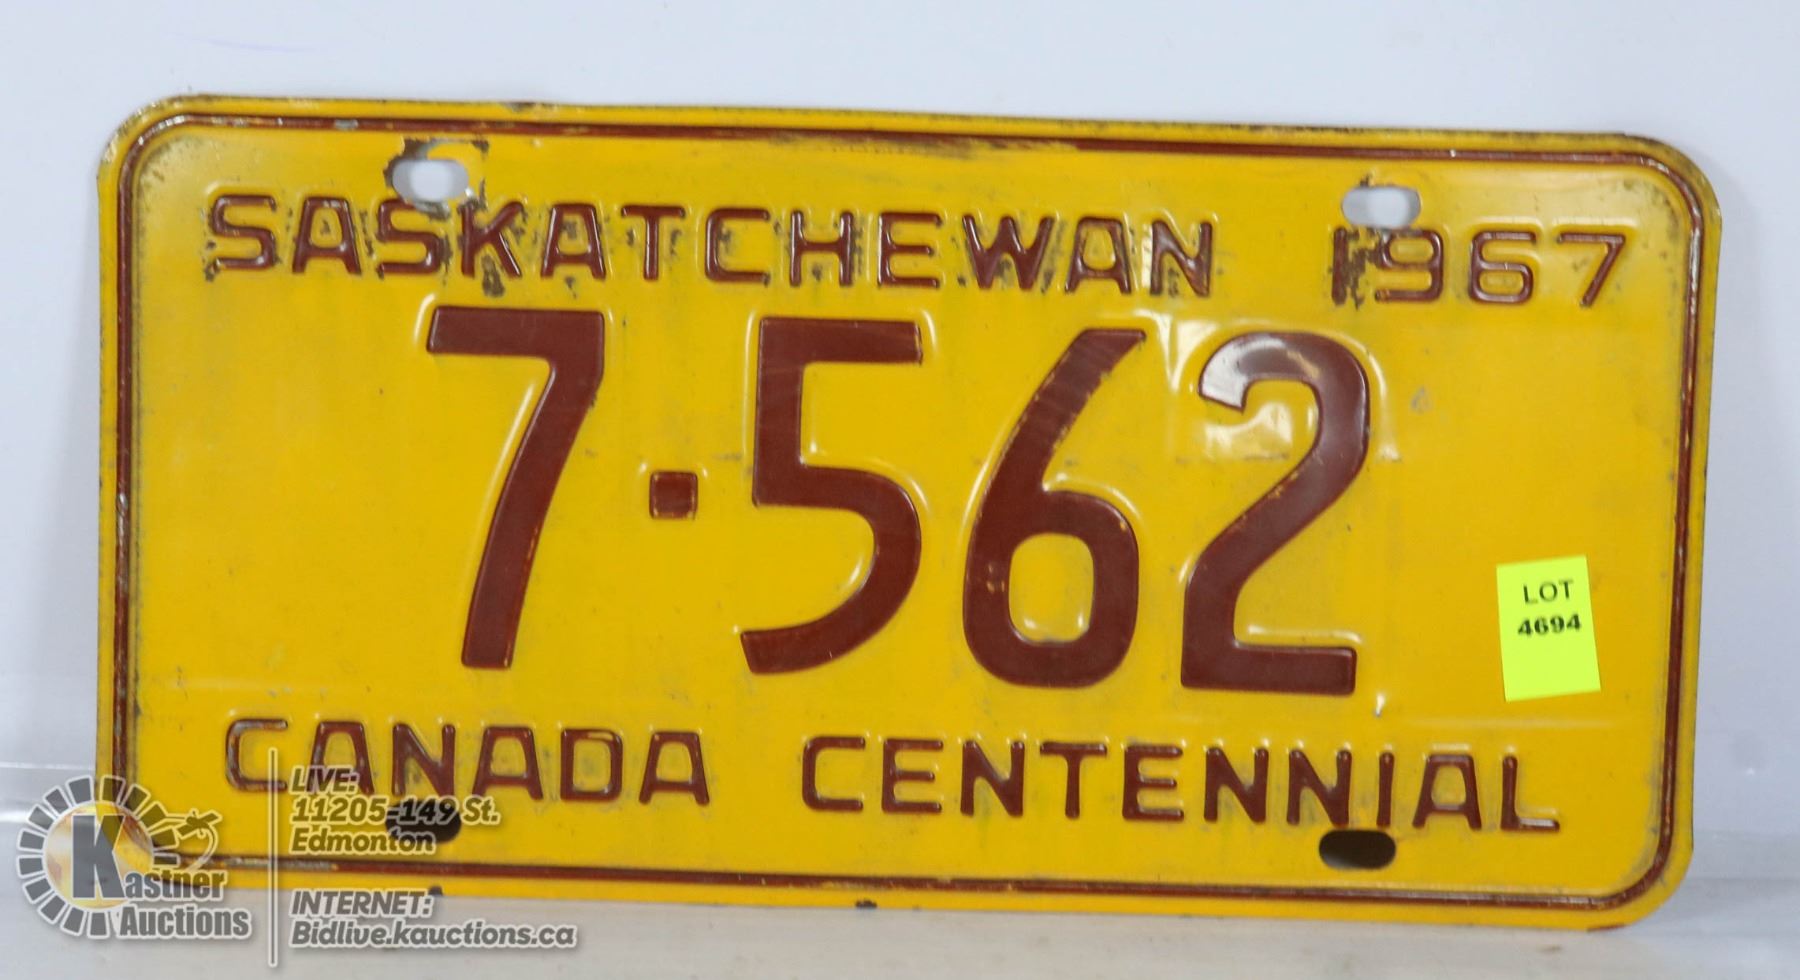 SASKATCHEWAN 1967
7-562
LOT
4694
CANADA CENTENNIAL
Kastner
Auctions
LIVE:
11205-149 St.
Edmonton
INTERNET:
Bidlive.kauctions.ca